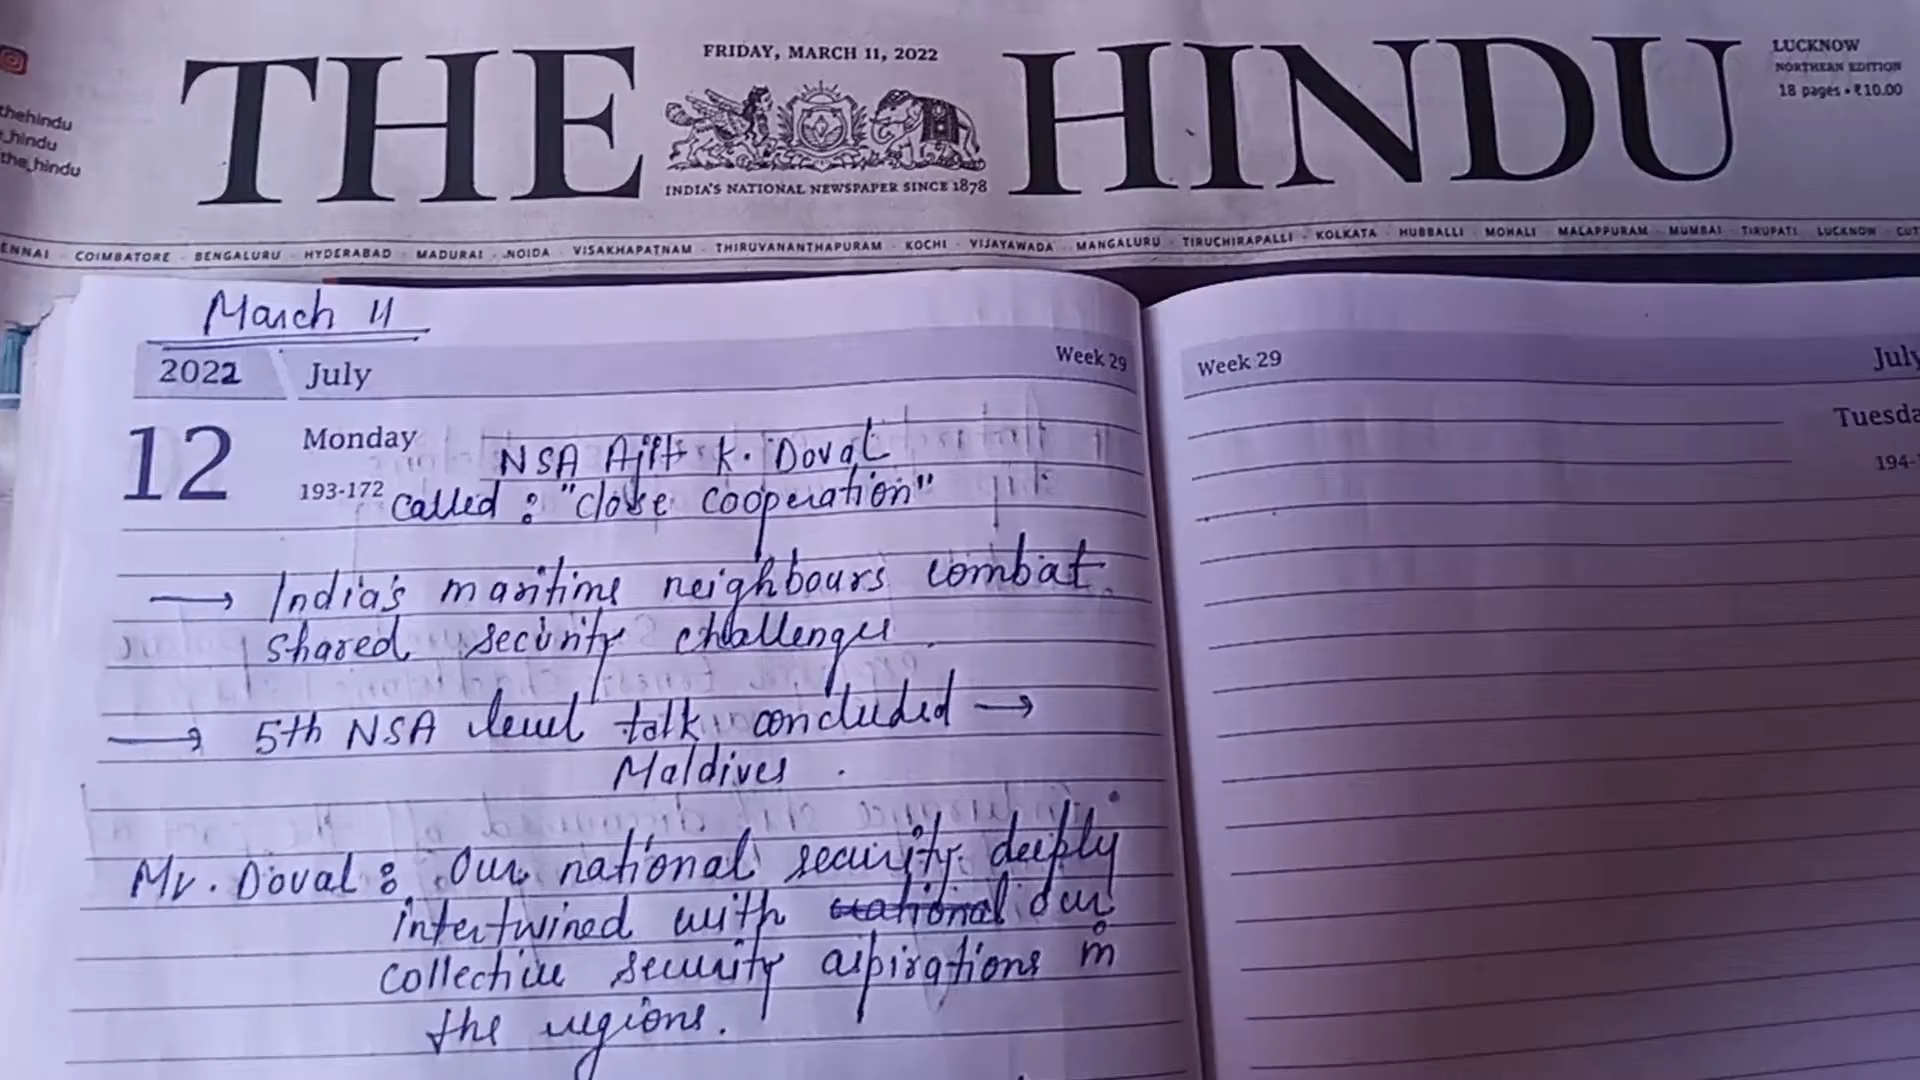 FRIDAY, MARCH 11, 2022
THE HINDU
INDIA'S NATIONAL NEWSPAPER SINCE 1878
LUCKNOW
NORTHERN EDITION
18 pages • ₹10.00
thehindu
_hindu
the_hindu
ENNAI · COIMBATORE · BENGALURU · HYDERABAD · MADURAI · NOIDA · VISAKHAPATNAM · THIRUVANANTHAPURAM · KOCHI · VIJAYAWADA · MANGALURU · TIRUCHIRAPALLI · KOLKATA · HUBBALLI · MOHALI · MALAPPURAM · MUMBAI · TIRUPATI · LUCKNOW · CUT
March 11
2022 July Week 29
12 Monday
193-172
NSA Ajit K. Doval
called : "close cooperation"
→ India's maritime neighbours combat
shared security challenges.
→ 5th NSA level talk concluded →
Maldives.
Mr. Doval : Our national security deeply
intertwined with national our
collective security aspirations in
the regions.
Week 29 July
Tuesda
194-1